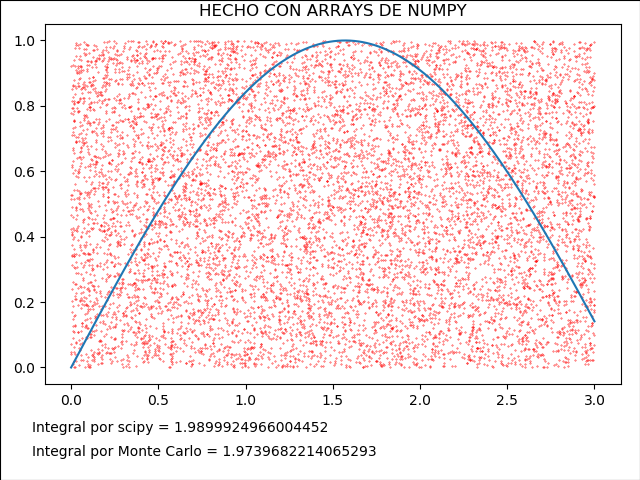 HECHO CON ARRAYS DE NUMPY
1.0
0.8
0.6
0.4
0.2
0.0
0.0 0.5 1.0 1.5 2.0 2.5 3.0
Integral por scipy = 1.9899924966004452
Integral por Monte Carlo = 1.9739682214065293